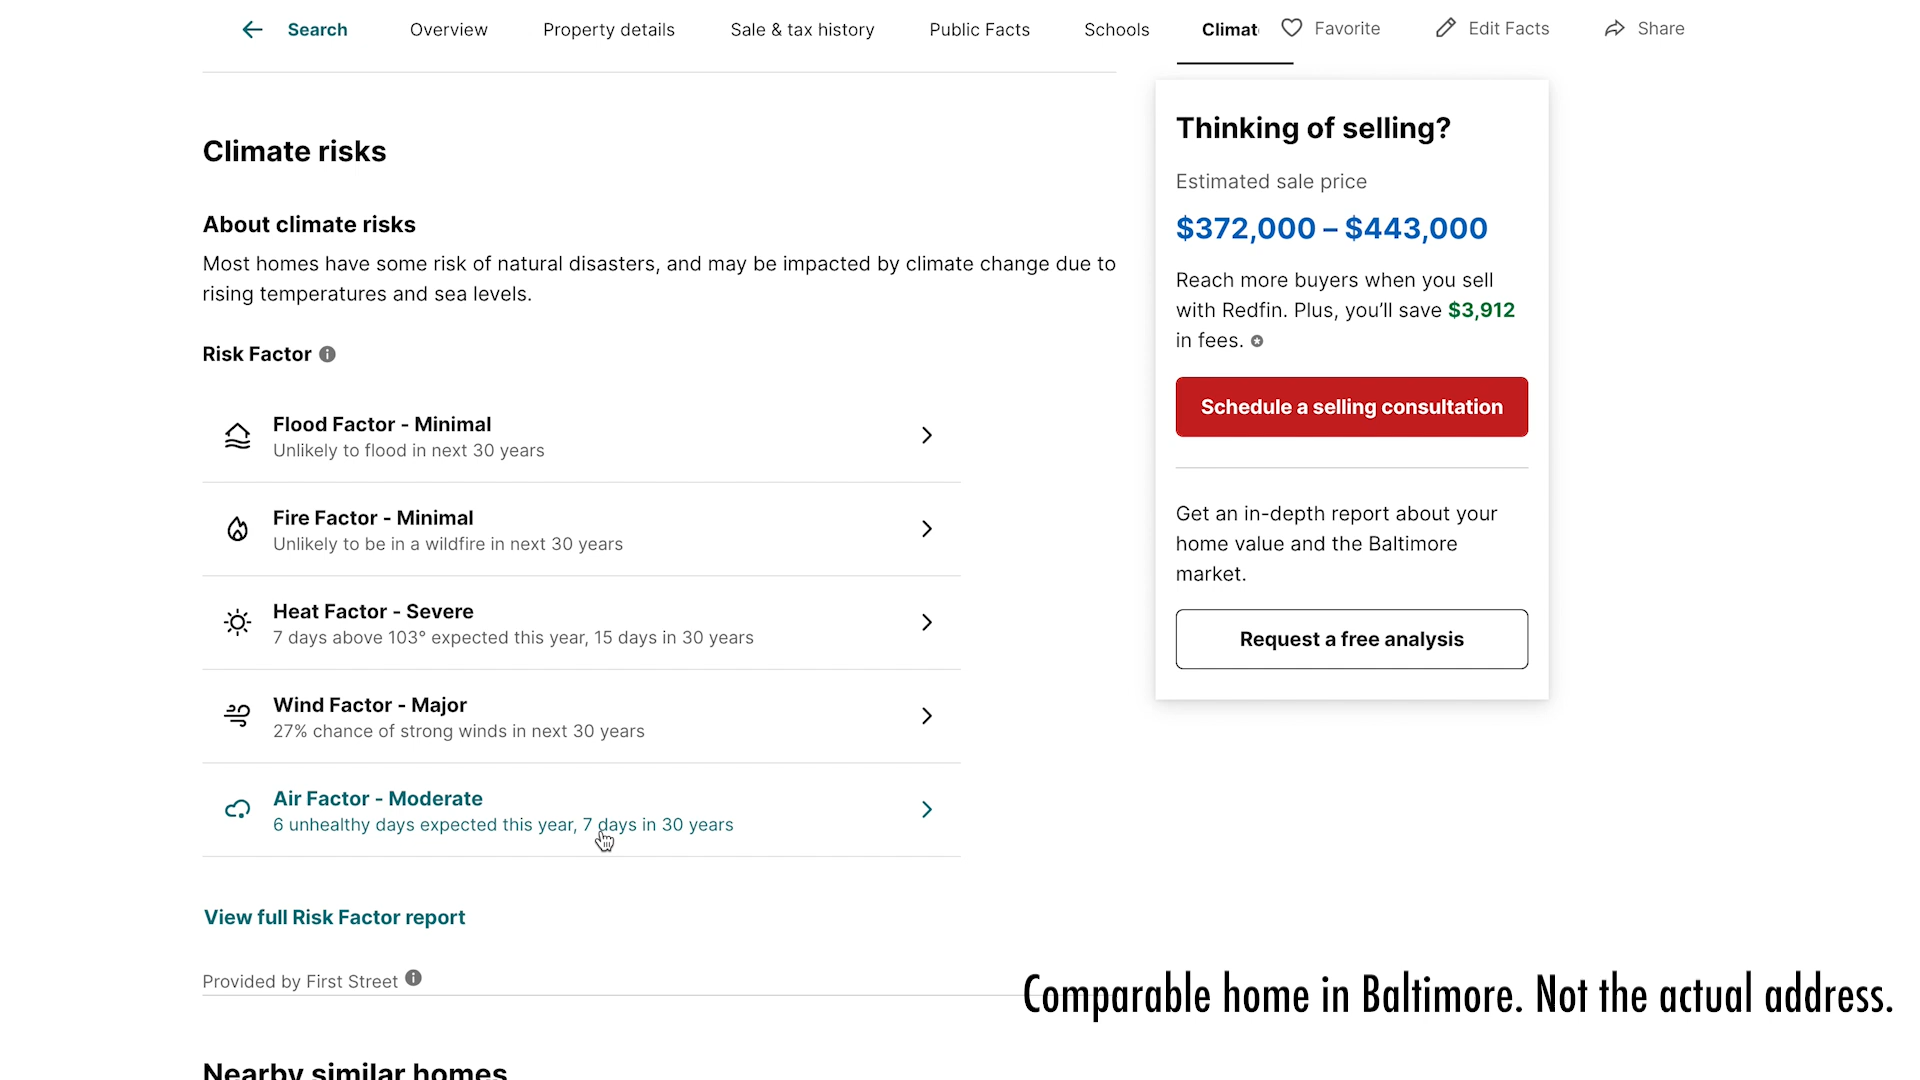 Search
Overview
Property details
Sale & tax history
Public Facts
Schools
Climat
Favorite
Edit Facts
Share
Climate risks
About climate risks
Most homes have some risk of natural disasters, and may be impacted by climate change due to
rising temperatures and sea levels.
Risk Factor
Flood Factor - Minimal
Unlikely to flood in next 30 years
Fire Factor - Minimal
Unlikely to be in a wildfire in next 30 years
Heat Factor - Severe
7 days above 103° expected this year, 15 days in 30 years
Wind Factor - Major
27% chance of strong winds in next 30 years
Air Factor - Moderate
6 unhealthy days expected this year, 7 days in 30 years
View full Risk Factor report
Provided by First Street
Nearby similar homes
Thinking of selling?
Estimated sale price
$372,000 – $443,000
Reach more buyers when you sell
with Redfin. Plus, you’ll save $3,912
in fees.
Schedule a selling consultation
Get an in-depth report about your
home value and the Baltimore
market.
Request a free analysis
Comparable home in Baltimore. Not the actual address.